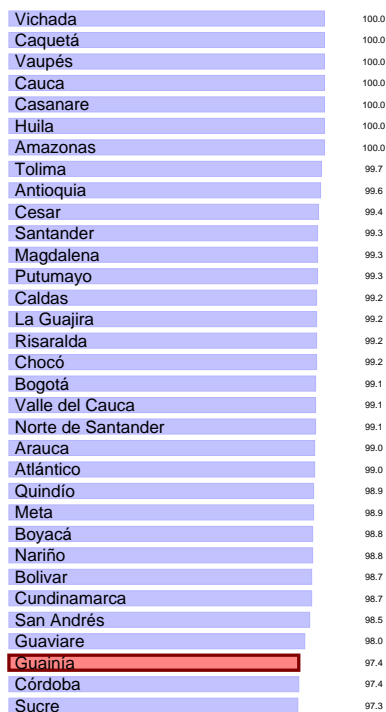 Vichada 100.0
Caquetá 100.0
Vaupés 100.0
Cauca 100.0
Casanare 100.0
Huila 100.0
Amazonas 100.0
Tolima 99.7
Antioquia 99.6
Cesar 99.4
Santander 99.3
Magdalena 99.3
Putumayo 99.3
Caldas 99.2
La Guajira 99.2
Risaralda 99.2
Chocó 99.2
Bogotá 99.1
Valle del Cauca 99.1
Norte de Santander 99.1
Arauca 99.0
Atlántico 99.0
Quindío 98.9
Meta 98.9
Boyacá 98.8
Nariño 98.8
Bolivar 98.7
Cundinamarca 98.7
San Andrés 98.5
Guaviare 98.0
Guainía 97.4
Córdoba 97.4
Sucre 97.3